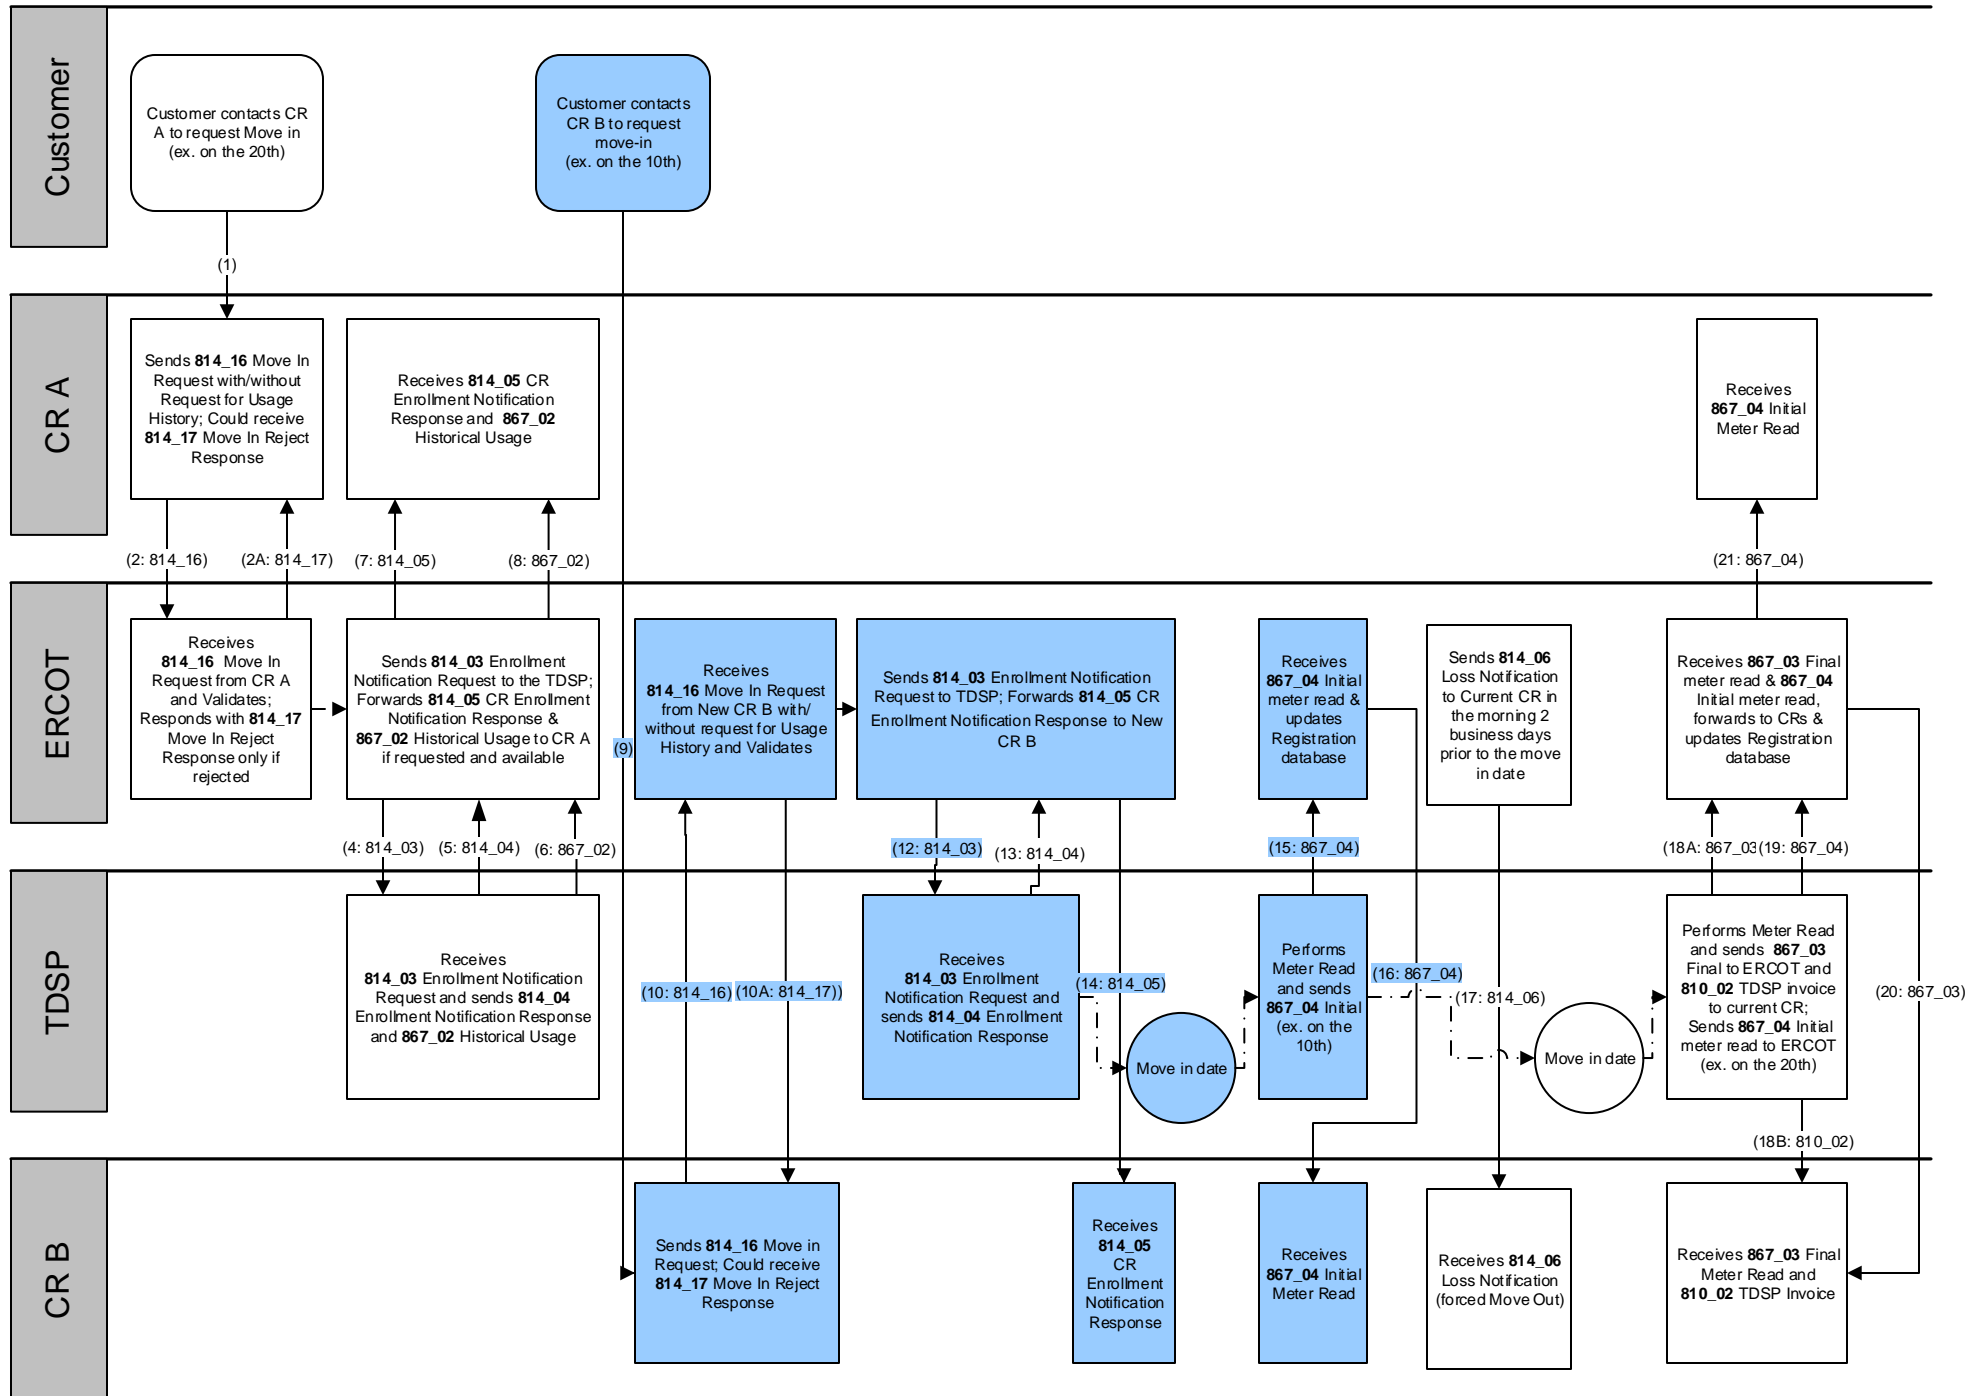 Customer
Customer contacts CR
A to request Move in
(ex. on the 20th)
Customer contacts
CR B to request
move-in
(ex. on the 10th)
(1)
CR A
Sends 814_16 Move In
Request with/without
Request for Usage
History; Could receive
814_17 Move In Reject
Response
Receives 814_05 CR
Enrollment Notification
Response and 867_02
Historical Usage
Receives
867_04 Initial
Meter Read
(2: 814_16)
(2A: 814_17)
(7: 814_05)
(8: 867_02)
(21: 867_04)
ERCOT
Receives
814_16 Move In
Request from CR A
and Validates;
Responds with 814_17
Move In Reject
Response only if
rejected
Sends 814_03 Enrollment
Notification Request to the TDSP;
Forwards 814_05 CR Enrollment
Notification Response &
867_02 Historical Usage to CR A
if requested and available
(9)
Receives
814_16 Move In Request
from New CR B with/
without request for Usage
History and Validates
Sends 814_03 Enrollment Notification
Request to TDSP; Forwards 814_05 CR
Enrollment Notification Response to New
CR B
Receives
867_04 Initial
meter read &
updates
Registration
database
Sends 814_06
Loss Notification
to Current CR in
the morning 2
business days
prior to the move
in date
Receives 867_03 Final
meter read & 867_04
Initial meter read,
forwards to CRs &
updates Registration
database
(4: 814_03)
(5: 814_04)
(6: 867_02)
(12: 814_03)
(13: 814_04)
(15: 867_04)
(18A: 867_03
(19: 867_04)
TDSP
Receives
814_03 Enrollment Notification
Request and sends 814_04
Enrollment Notification Response
and 867_02 Historical Usage
(10: 814_16)
(10A: 814_17))
Receives
814_03 Enrollment
Notification Request and
sends 814_04 Enrollment
Notification Response
(14: 814_05)
Move in date
Performs
Meter Read
and sends
867_04 Initial
(ex. on the
10th)
(16: 867_04)
(17: 814_06)
Move in date
Performs Meter Read
and sends 867_03
Final to ERCOT and
810_02 TDSP invoice
to current CR;
Sends 867_04 Initial
meter read to ERCOT
(ex. on the 20th)
(20: 867_03)
(18B: 810_02)
CR B
Sends 814_16 Move in
Request; Could receive
814_17 Move In Reject
Response
Receives
814_05
CR
Enrollment
Notification
Response
Receives
867_04 Initial
Meter Read
Receives 814_06
Loss Notification
(forced Move Out)
Receives 867_03 Final
Meter Read and
810_02 TDSP Invoice